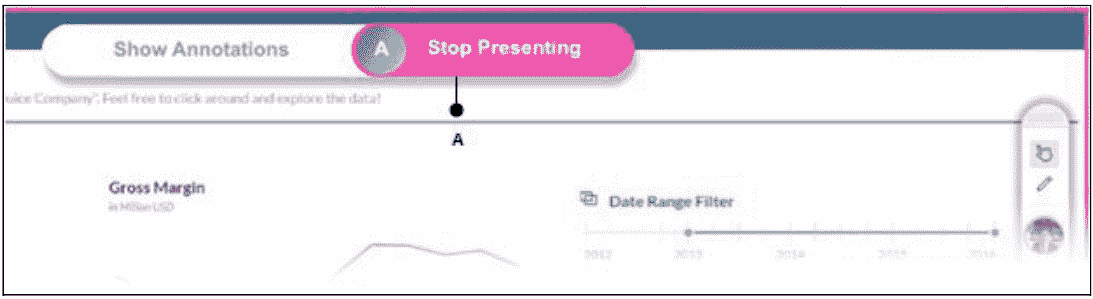 Show Annotations A Stop Presenting
oice Company". Feel free to click around and explore the data!
A
Gross Margin
in Million USD
Date Range Filter
2012 2013 2014 2015 2016